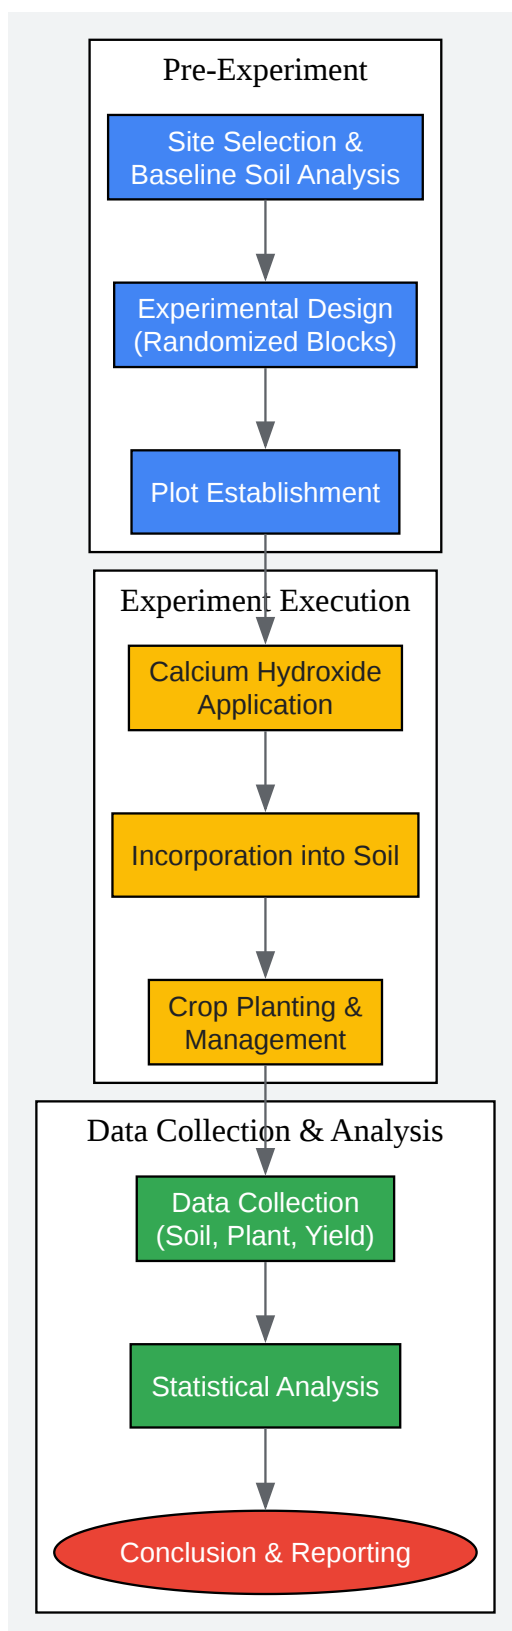 Pre-Experiment
Site Selection &
Baseline Soil Analysis
Experimental Design
(Randomized Blocks)
Plot Establishment
Experiment Execution
Calcium Hydroxide
Application
Incorporation into Soil
Crop Planting &
Management
Data Collection & Analysis
Data Collection
(Soil, Plant, Yield)
Statistical Analysis
Conclusion & Reporting